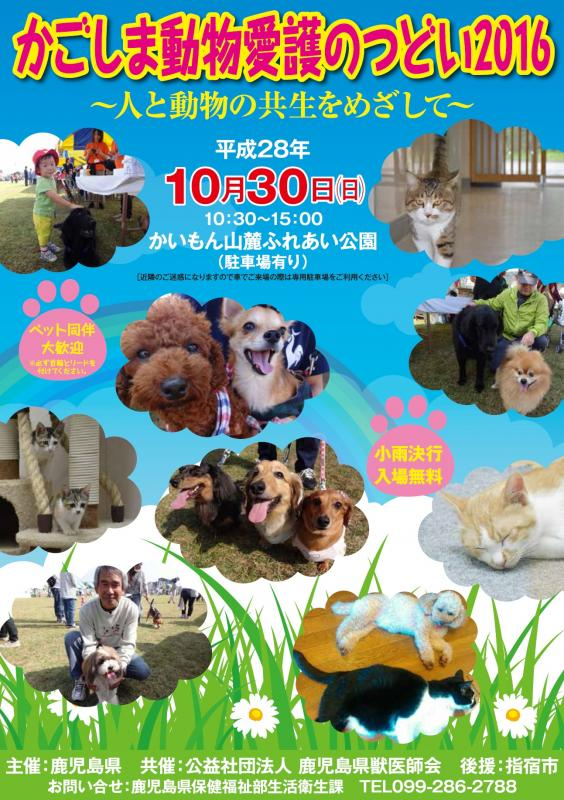 かごしま動物愛護のつどい2016
～人と動物の共生をめざして～
平成28年
10月30日(日)
10:30～15:00
かいもん山麓ふれあい公園
（駐車場有り）
［近隣のご迷惑になりますので車でご来場の際は専用駐車場をご利用ください］
ペット同伴
大歓迎
※必ず首輪とリードを
付けてください。
小雨決行
入場無料
主催：鹿児島県　共催：公益社団法人 鹿児島県獣医師会　後援：指宿市
お問い合せ：鹿児島県保健福祉部生活衛生課　TEL099-286-2788